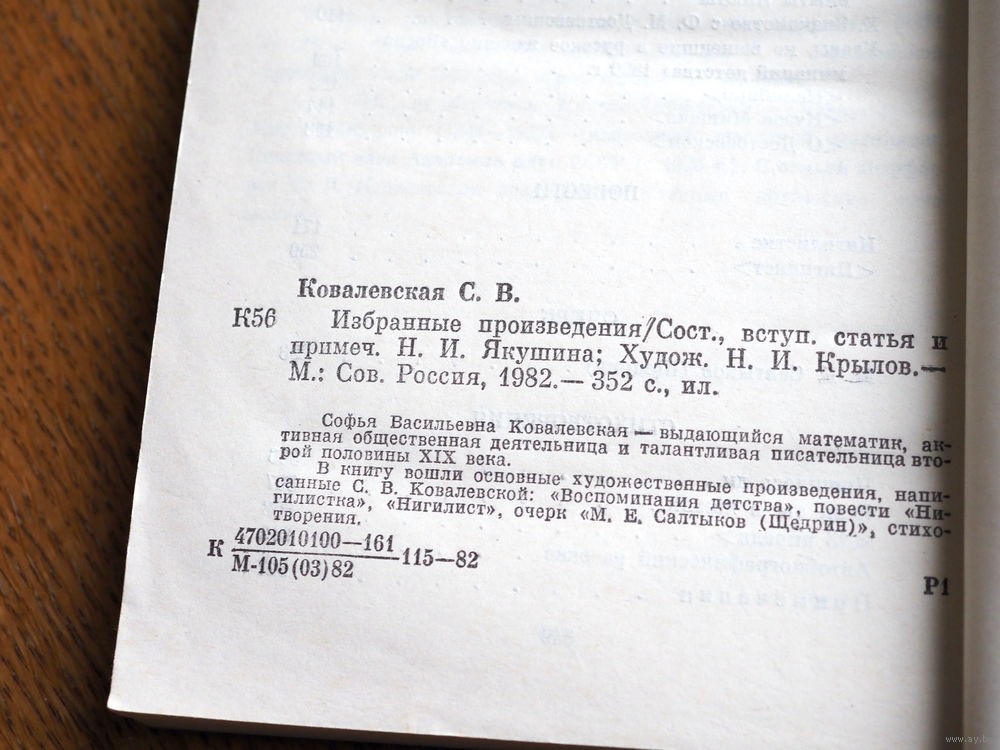 Ковалевская С. В.
К56 Избранные произведения/Сост., вступ. статья и
примеч. Н. И. Якушина; Худож. Н. И. Крылов.—
М.: Сов. Россия, 1982.— 352 с., ил.
Софья Васильевна Ковалевская — выдающийся математик, ак-
тивная общественная деятельница и талантливая писательница вто-
рой половины XIX века.
В книгу вошли основные художественные произведения, напи-
санные С. В. Ковалевской: «Воспоминания детства», повести «Ни-
гилистка», «Нигилист», очерк «М. Е. Салтыков (Щедрин)», стихо-
творения.
К 4702010100—161 115—82
М-105(03)82
Р1
www.ay.by